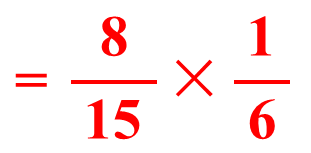 = 8/15 × 1/6